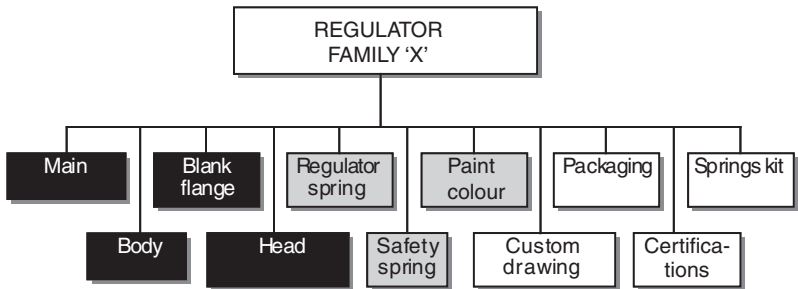 REGULATOR
FAMILY ‘X’
Main
Blank
flange
Regulator
spring
Paint
colour
Packaging
Springs kit
Body
Head
Safety
spring
Custom
drawing
Certifica-
tions